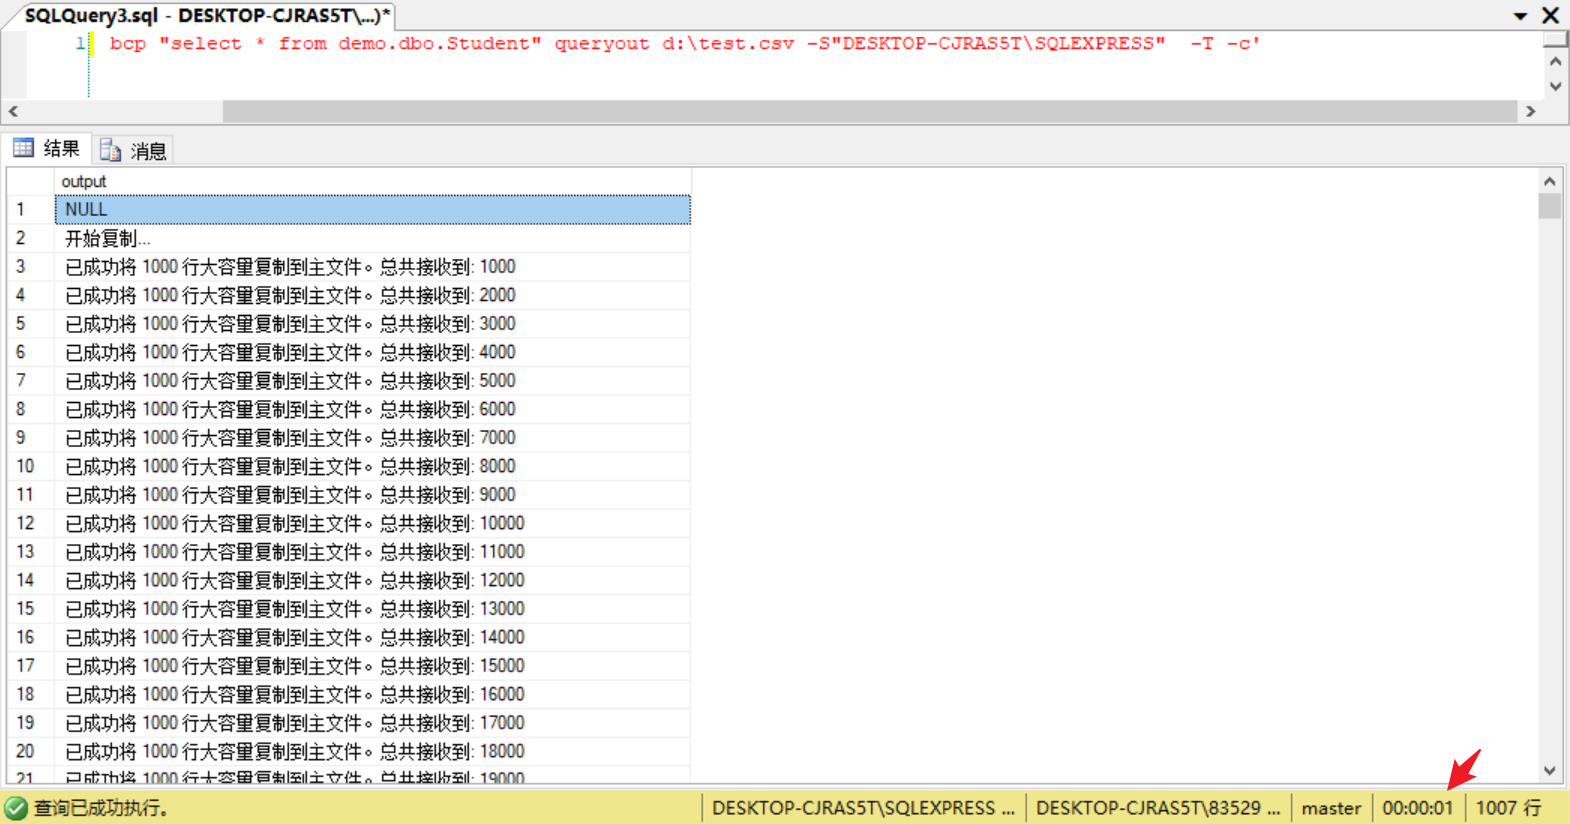 SQLQuery3.sql - DESKTOP-CJRAS5T\...)*
1 bcp "select * from demo.dbo.Student" queryout d:\test.csv -S"DESKTOP-CJRAS5T\SQLEXPRESS"  -T -c'
结果 消息
output
1 NULL
2 开始复制...
3 已成功将 1000 行大容量复制到主文件。总共接收到: 1000
4 已成功将 1000 行大容量复制到主文件。总共接收到: 2000
5 已成功将 1000 行大容量复制到主文件。总共接收到: 3000
6 已成功将 1000 行大容量复制到主文件。总共接收到: 4000
7 已成功将 1000 行大容量复制到主文件。总共接收到: 5000
8 已成功将 1000 行大容量复制到主文件。总共接收到: 6000
9 已成功将 1000 行大容量复制到主文件。总共接收到: 7000
10 已成功将 1000 行大容量复制到主文件。总共接收到: 8000
11 已成功将 1000 行大容量复制到主文件。总共接收到: 9000
12 已成功将 1000 行大容量复制到主文件。总共接收到: 10000
13 已成功将 1000 行大容量复制到主文件。总共接收到: 11000
14 已成功将 1000 行大容量复制到主文件。总共接收到: 12000
15 已成功将 1000 行大容量复制到主文件。总共接收到: 13000
16 已成功将 1000 行大容量复制到主文件。总共接收到: 14000
17 已成功将 1000 行大容量复制到主文件。总共接收到: 15000
18 已成功将 1000 行大容量复制到主文件。总共接收到: 16000
19 已成功将 1000 行大容量复制到主文件。总共接收到: 17000
20 已成功将 1000 行大容量复制到主文件。总共接收到: 18000
21 已成功将 1000 行大容量复制到主文件。总共接收到: 19000
查询已成功执行。 DESKTOP-CJRAS5T\SQLEXPRESS ... DESKTOP-CJRAS5T\83529 ... master 00:00:01 1007 行